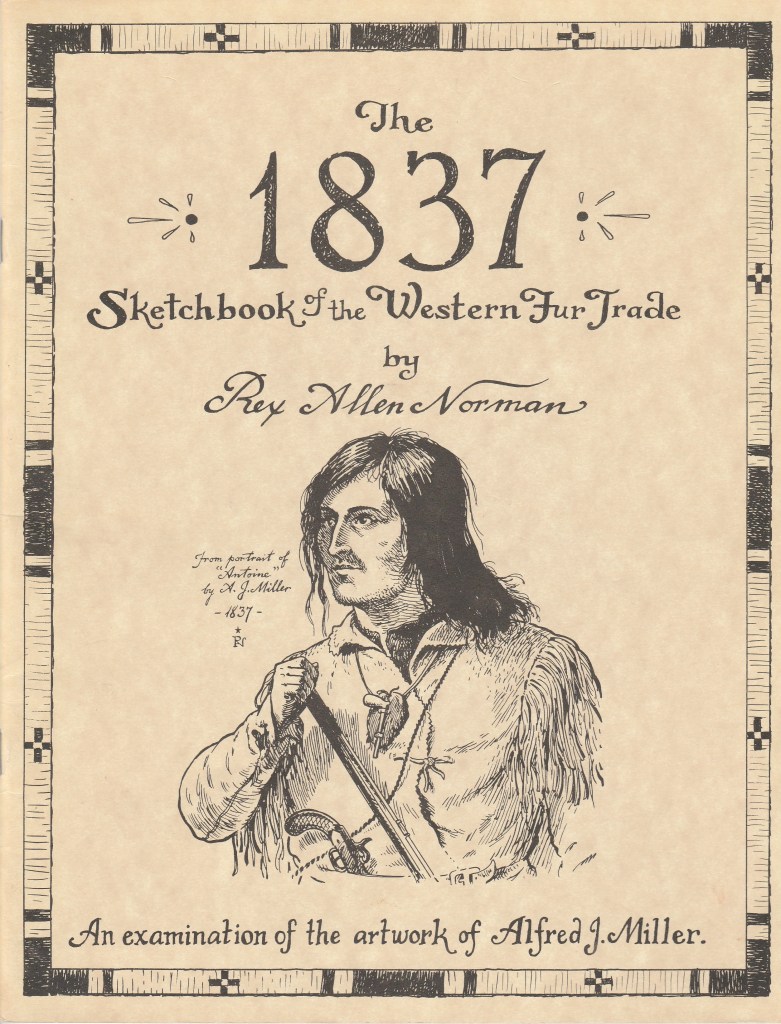 The
1837
Sketchbook of the Western Fur Trade
by
Rex Allen Norman
From portrait of
"Antoine"
by A. J. Miller
- 1837 -
RN
An examination of the artwork of Alfred J. Miller.